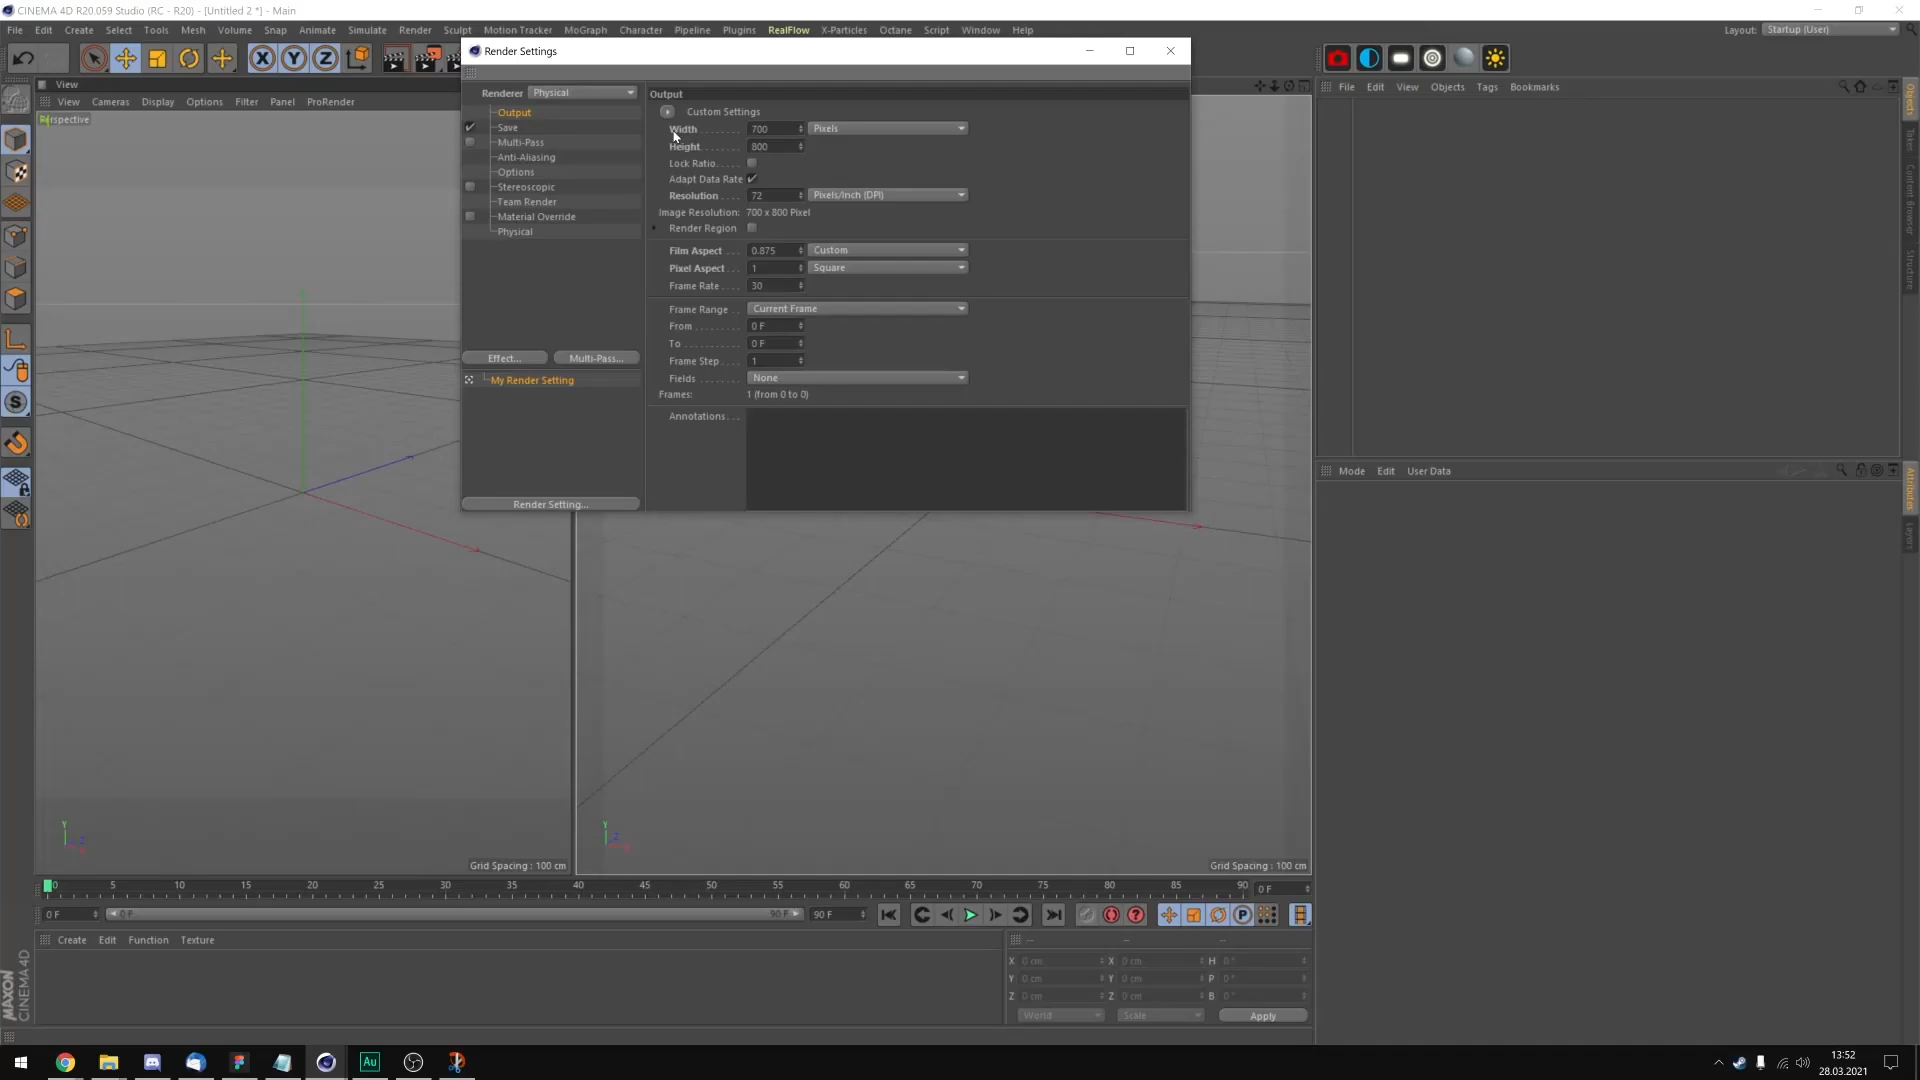 CINEMA 4D R20.059 Studio (RC - R20) - [Untitled 2 *] - Main
File Edit Create Select Tools Mesh Volume Snap Animate Simulate Render Sculpt Motion Tracker MoGraph Character Pipeline Plugins RealFlow X-Particles Octane Script Window Help
Layout: Startup (User)
X Y Z
View
View Cameras Display Options Filter Panel ProRender
Render Settings
Renderer Physical
Output
Save
Multi-Pass
Anti-Aliasing
Options
Stereoscopic
Team Render
Material Override
Physical
Effect... Multi-Pass...
My Render Setting
Render Setting...
Output
Custom Settings
Width 700 Pixels
Height 800
Lock Ratio
Adapt Data Rate
Resolution 72 Pixels/Inch (DPI)
Image Resolution: 700 x 800 Pixel
Render Region
Film Aspect 0.875 Custom
Pixel Aspect 1 Square
Frame Rate 30
Frame Range Current Frame
From 0 F
To 0 F
Frame Step 1
Fields None
Frames: 1 (from 0 to 0)
Annotations
File Edit View Objects Tags Bookmarks
Objects
Takes
Content Browser
Structure
Mode Edit User Data
Attributes
Layers
S
Y
Z
Y
Z
Grid Spacing : 100 cm
Grid Spacing : 100 cm
0 5 10 15 20 25 30 35 40 45 50 55 60 65 70 75 80 85 90 0 F
0 F 0 F 90 F 90 F
P
Create Edit Function Texture
-- -- --
X 0 cm X 0 cm H 0 °
Y 0 cm Y 0 cm P 0 °
Z 0 cm Z 0 cm B 0 °
World Scale Apply
MAXON
CINEMA 4D
Au
13:52
28.03.2021